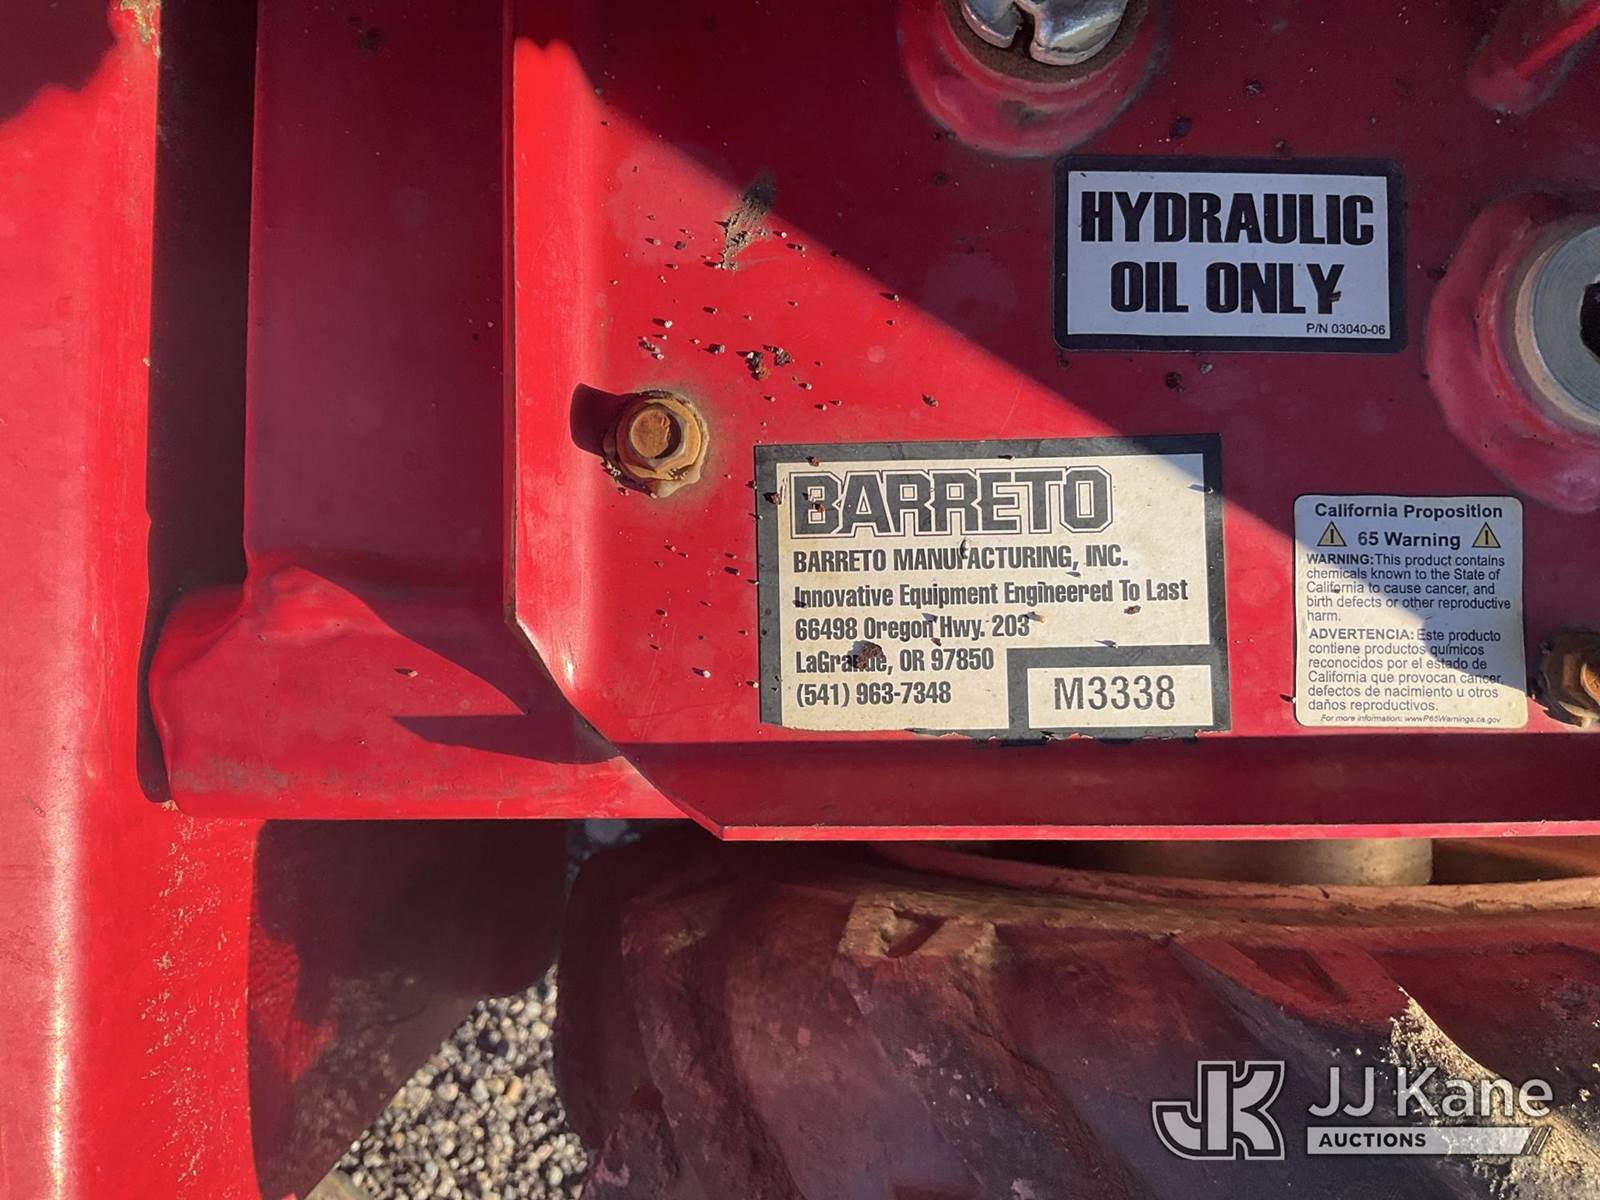 HYDRAULIC
OIL ONLY
P/N 03040-06
BARRETO
BARRETO MANUFACTURING, INC.
Innovative Equipment Engineered To Last
66498 Oregon Hwy. 203
LaGrande, OR 97850
(541) 963-7348
M3338
California Proposition
65 Warning
WARNING: This product contains
chemicals known to the State of
California to cause cancer, and
birth defects or other reproductive
harm.
ADVERTENCIA: Este producto
contiene productos químicos
reconocidos por el estado de
California que provocan cancer,
defectos de nacimiento u otros
daños reproductivos.
For more information: www.P65Warnings.ca.gov
JK JJ Kane
AUCTIONS